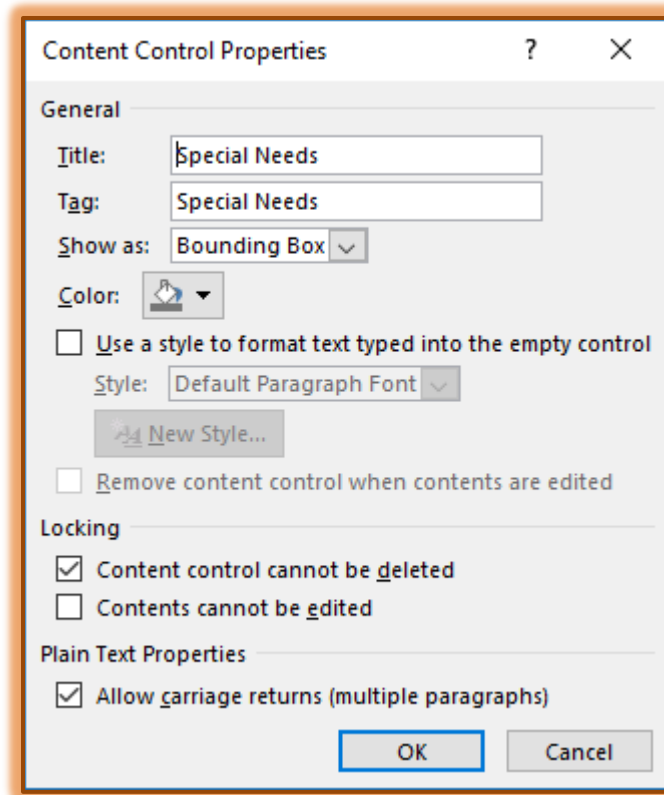 Content Control Properties ? ×
General
Title: Special Needs
Tag: Special Needs
Show as: Bounding Box
Color:
Use a style to format text typed into the empty control
Style: Default Paragraph Font
New Style...
Remove content control when contents are edited
Locking
Content control cannot be deleted
Contents cannot be edited
Plain Text Properties
Allow carriage returns (multiple paragraphs)
OK Cancel